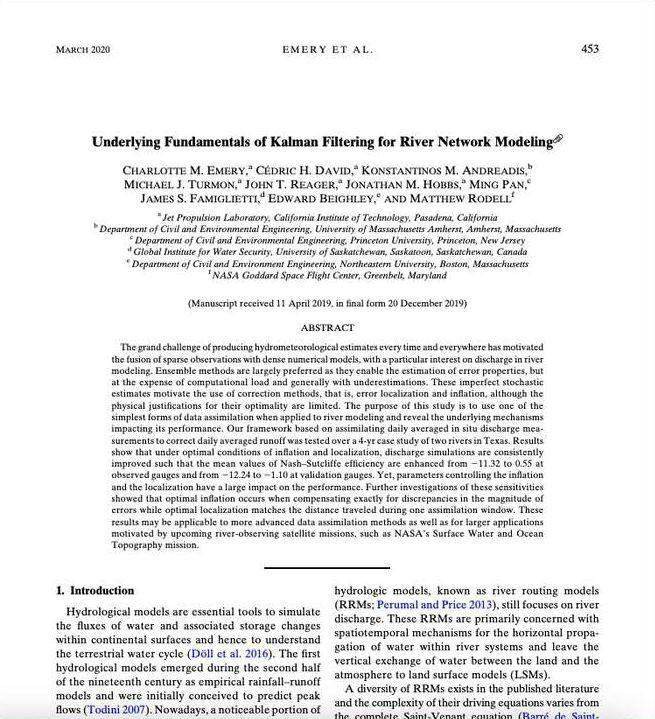 MARCH 2020 EMERY ET AL. 453
Underlying Fundamentals of Kalman Filtering for River Network Modeling
CHARLOTTE M. EMERY,ᵃ CÉDRIC H. DAVID,ᵃ KONSTANTINOS M. ANDREADIS,ᵇ
MICHAEL J. TURMON,ᵃ JOHN T. REAGER,ᵃ JONATHAN M. HOBBS,ᵃ MING PAN,ᶜ
JAMES S. FAMIGLIETTI,ᵈ EDWARD BEIGHLEY,ᵉ AND MATTHEW RODELLᶠ
ᵃ Jet Propulsion Laboratory, California Institute of Technology, Pasadena, California
ᵇ Department of Civil and Environmental Engineering, University of Massachusetts Amherst, Amherst, Massachusetts
ᶜ Department of Civil and Environmental Engineering, Princeton University, Princeton, New Jersey
ᵈ Global Institute for Water Security, University of Saskatchewan, Saskatoon, Saskatchewan, Canada
ᵉ Department of Civil and Environment Engineering, Northeastern University, Boston, Massachusetts
ᶠ NASA Goddard Space Flight Center, Greenbelt, Maryland
(Manuscript received 11 April 2019, in final form 20 December 2019)
ABSTRACT
The grand challenge of producing hydrometeorological estimates every time and everywhere has motivated
the fusion of sparse observations with dense numerical models, with a particular interest on discharge in river
modeling. Ensemble methods are largely preferred as they enable the estimation of error properties, but
at the expense of computational load and generally with underestimations. These imperfect stochastic
estimates motivate the use of correction methods, that is, error localization and inflation, although the
physical justifications for their optimality are limited. The purpose of this study is to use one of the
simplest forms of data assimilation when applied to river modeling and reveal the underlying mechanisms
impacting its performance. Our framework based on assimilating daily averaged in situ discharge mea-
surements to correct daily averaged runoff was tested over a 4-yr case study of two rivers in Texas. Results
show that under optimal conditions of inflation and localization, discharge simulations are consistently
improved such that the mean values of Nash–Sutcliffe efficiency are enhanced from −11.32 to 0.55 at
observed gauges and from −12.24 to −1.10 at validation gauges. Yet, parameters controlling the inflation
and the localization have a large impact on the performance. Further investigations of these sensitivities
showed that optimal inflation occurs when compensating exactly for discrepancies in the magnitude of
errors while optimal localization matches the distance traveled during one assimilation window. These
results may be applicable to more advanced data assimilation methods as well as for larger applications
motivated by upcoming river-observing satellite missions, such as NASA's Surface Water and Ocean
Topography mission.
1. Introduction
Hydrological models are essential tools to simulate
the fluxes of water and associated storage changes
within continental surfaces and hence to understand
the terrestrial water cycle (Döll et al. 2016). The first
hydrological models emerged during the second half
of the nineteenth century as empirical rainfall–runoff
models and were initially conceived to predict peak
flows (Todini 2007). Nowadays, a noticeable portion of
hydrologic models, known as river routing models
(RRMs; Perumal and Price 2013), still focuses on river
discharge. These RRMs are primarily concerned with
spatiotemporal mechanisms for the horizontal propa-
gation of water within river systems and leave the
vertical exchange of water between the land and the
atmosphere to land surface models (LSMs).
A diversity of RRMs exists in the published literature
and the complexity of their driving equations varies from
the complete Saint-Venant equation (Barré de Saint-